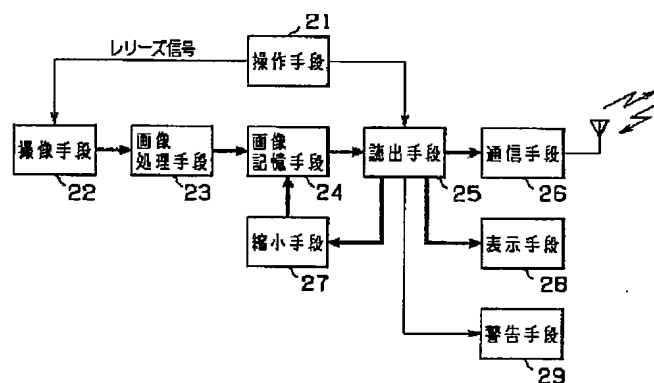 21
レリーズ信号
操作手段
撮像手段
22
画像
処理手段
23
画像
記憶手段
24
読出手段
25
通信手段
26
縮小手段
27
表示手段
28
警告手段
29